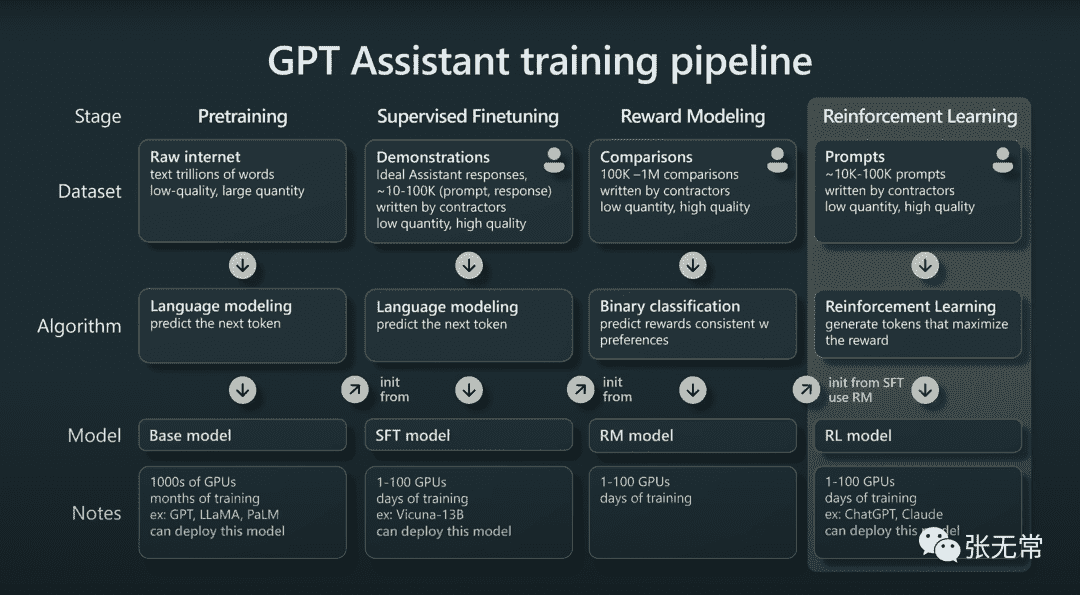 GPT Assistant training pipeline
Stage
Pretraining
Supervised Finetuning
Reward Modeling
Reinforcement Learning
Dataset
Raw internet
text trillions of words
low-quality, large quantity
Demonstrations
Ideal Assistant responses,
~10-100K (prompt, response)
written by contractors
low quantity, high quality
Comparisons
100K –1M comparisons
written by contractors
low quantity, high quality
Prompts
~10K-100K prompts
written by contractors
low quantity, high quality
Algorithm
Language modeling
predict the next token
Language modeling
predict the next token
Binary classification
predict rewards consistent w
preferences
Reinforcement Learning
generate tokens that maximize
the reward
init
from
init
from
init from SFT
use RM
Model
Base model
SFT model
RM model
RL model
Notes
1000s of GPUs
months of training
ex: GPT, LLaMA, PaLM
can deploy this model
1-100 GPUs
days of training
ex: Vicuna-13B
can deploy this model
1-100 GPUs
days of training
1-100 GPUs
days of training
ex: ChatGPT, Claude
can deploy this model
张无常